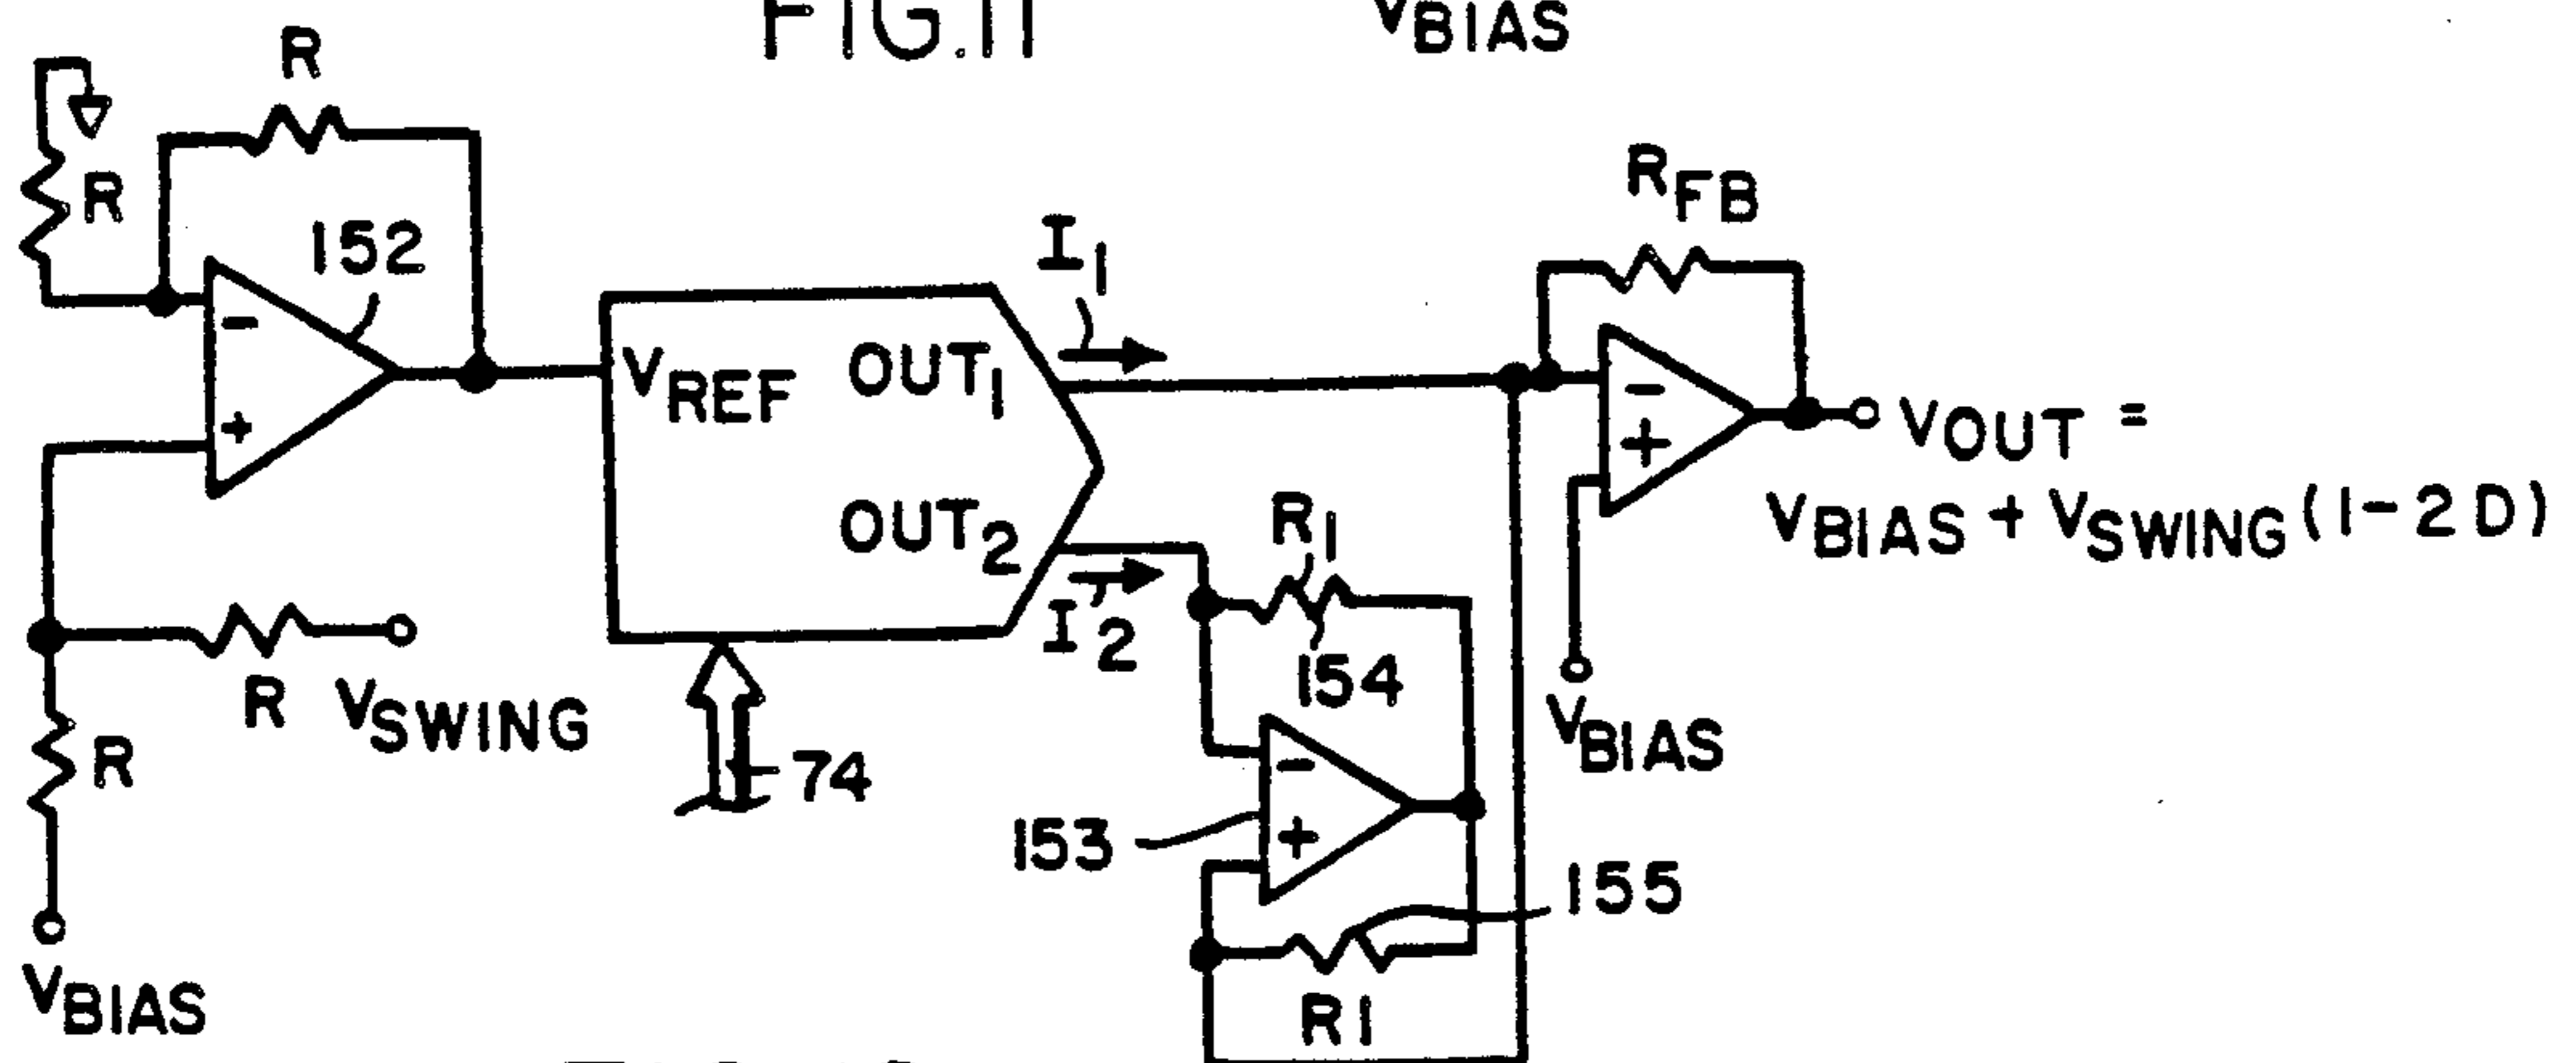 FIG.11
VBIAS
R
R
152
I1
RFB
VREF
OUT1
OUT2
I2
R1
154
VOUT =
VBIAS + VSWING (1-2D)
R
VSWING
R
74
153
155
VBIAS
R1
VBIAS